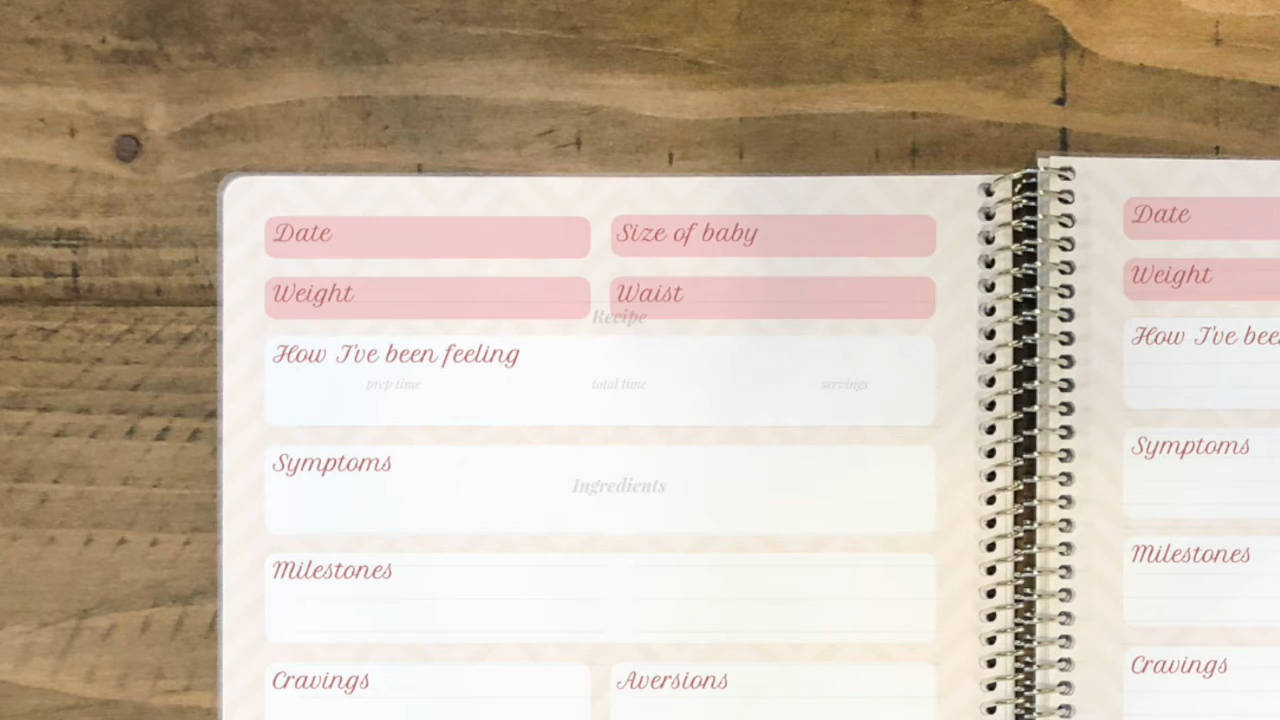 Date
Size of baby
Weight
Waist
Recipe
How I've been feeling
prep time
total time
servings
Symptoms
Ingredients
Milestones
Cravings
Aversions
Date
Weight
How I've bee
Symptoms
Milestones
Cravings